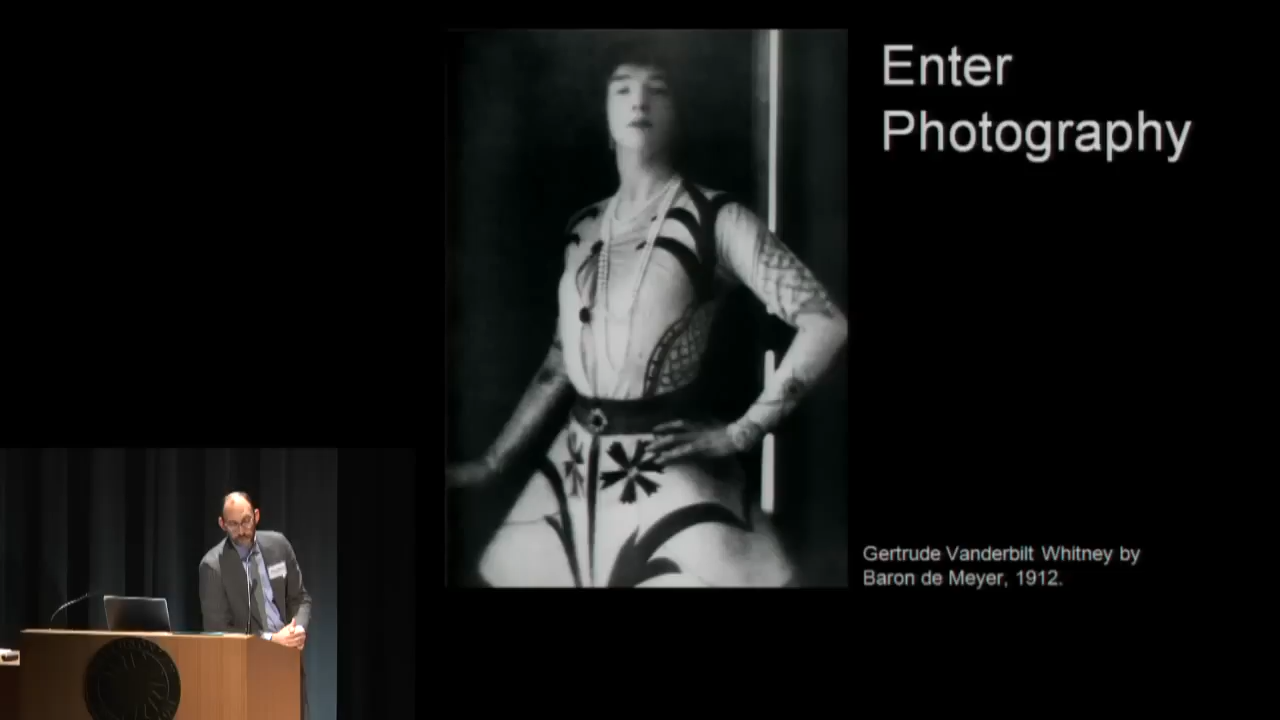 Enter
Photography
Gertrude Vanderbilt Whitney by
Baron de Meyer, 1912.